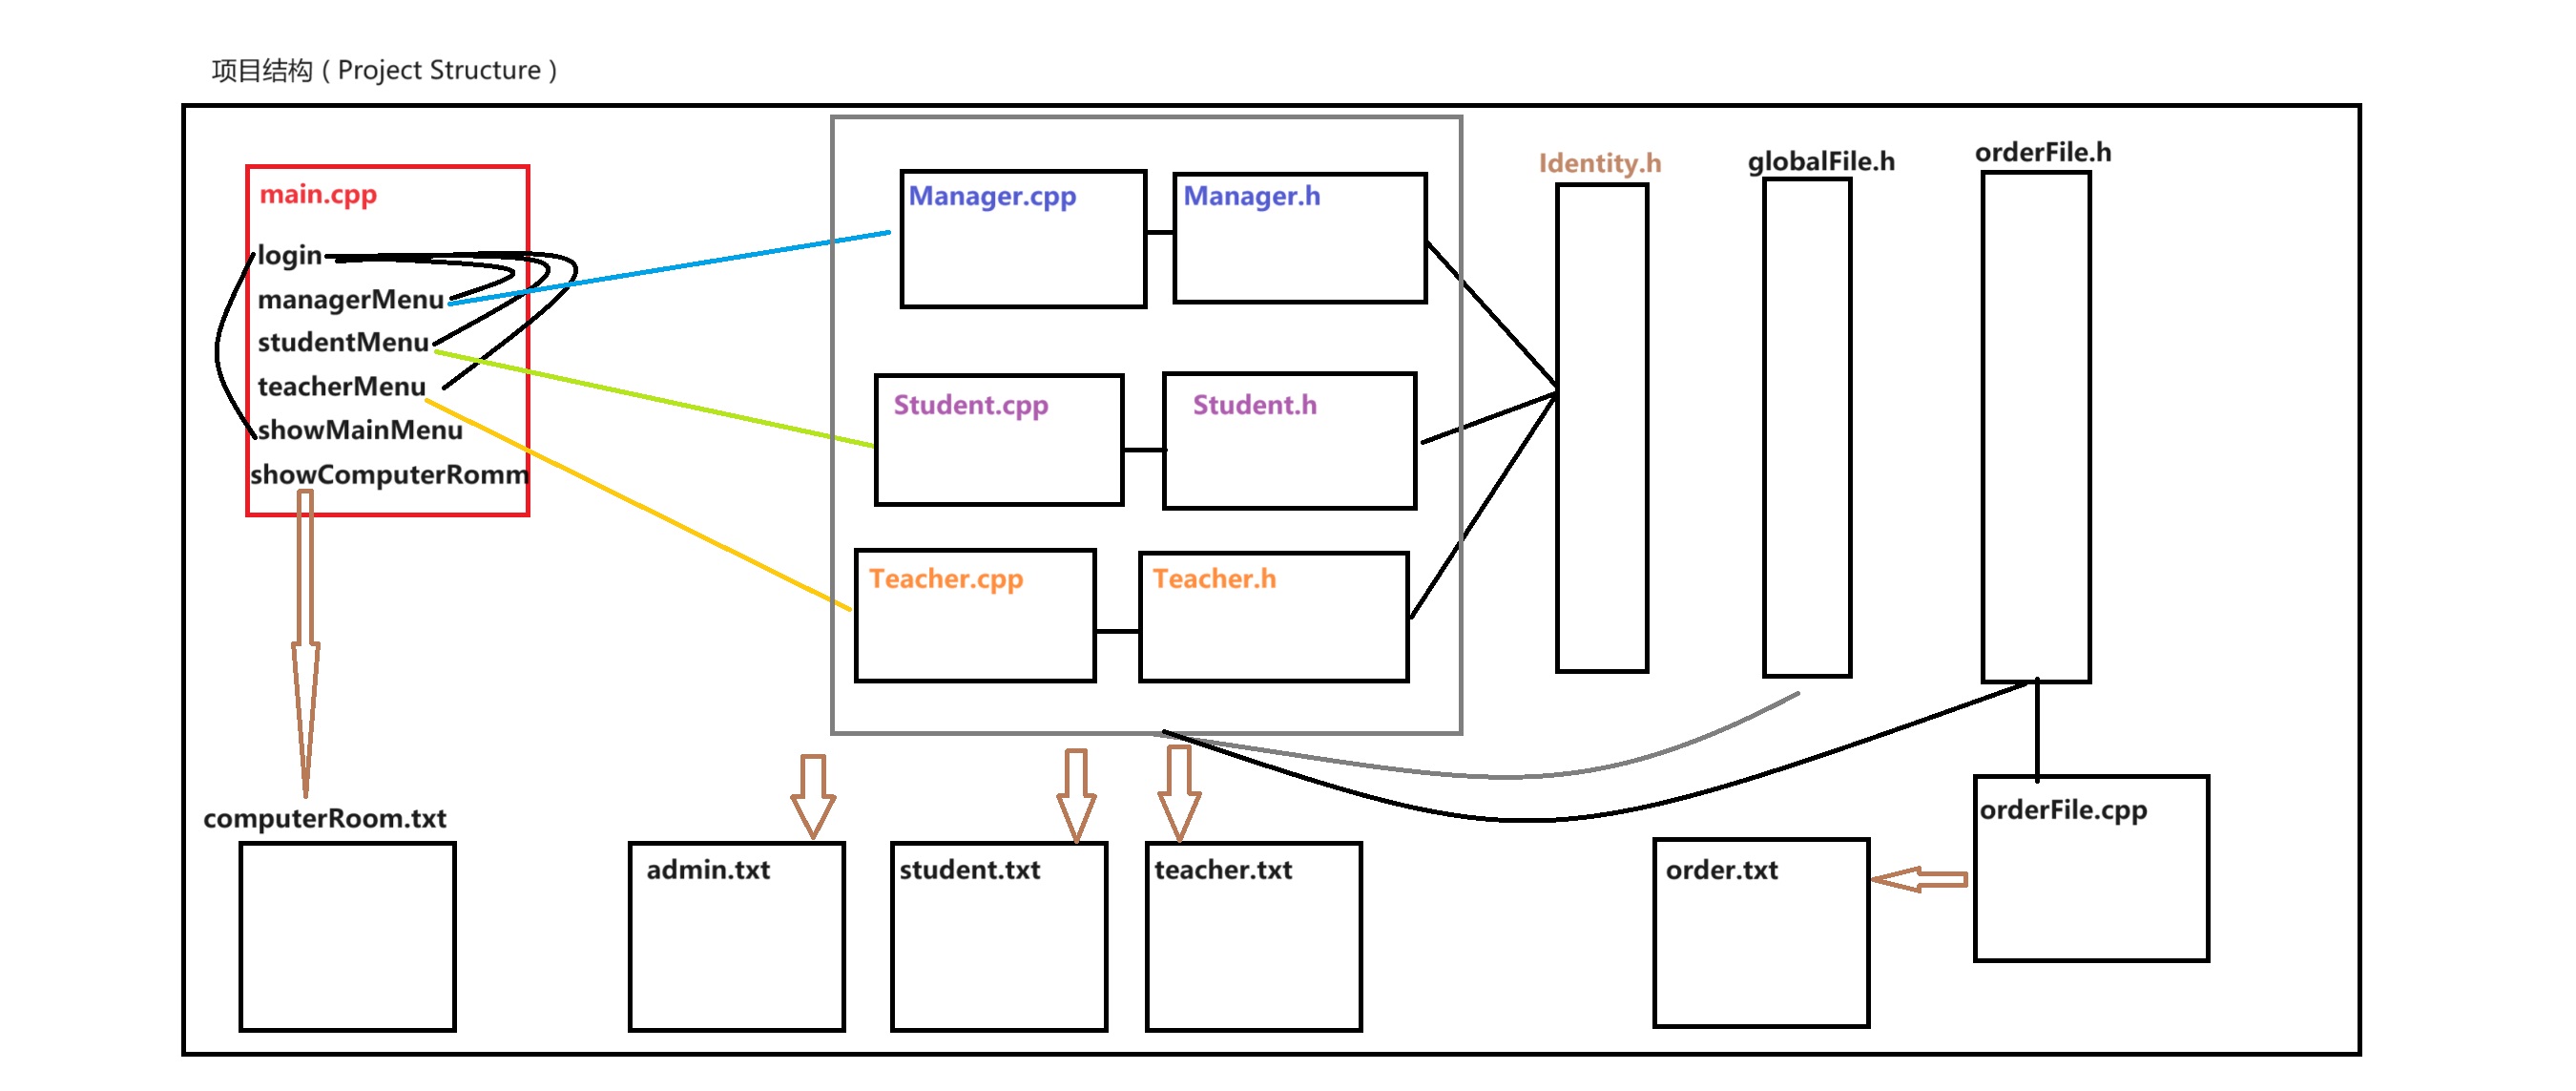 项目结构 ( Project Structure )
main.cpp
login
managerMenu
studentMenu
teacherMenu
showMainMenu
showComputerRomm
Manager.cpp
Manager.h
Student.cpp
Student.h
Teacher.cpp
Teacher.h
Identity.h
globalFile.h
orderFile.h
computerRoom.txt
admin.txt
student.txt
teacher.txt
order.txt
orderFile.cpp